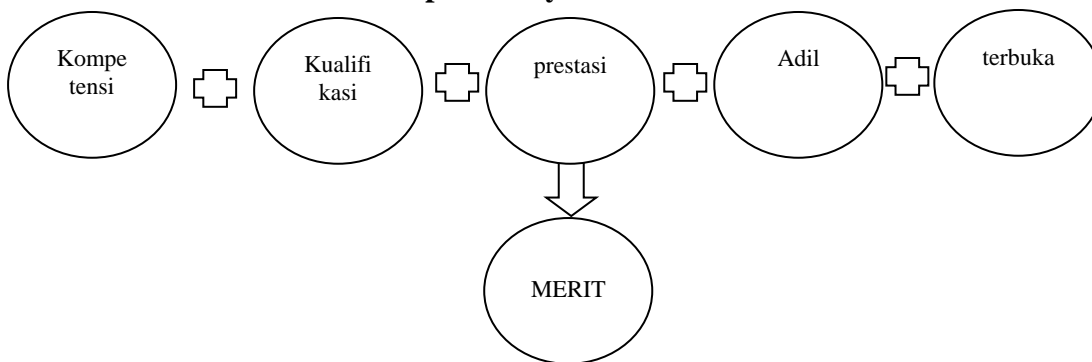 Kompe
tensi
Kualifi
kasi
prestasi
Adil
terbuka
MERIT